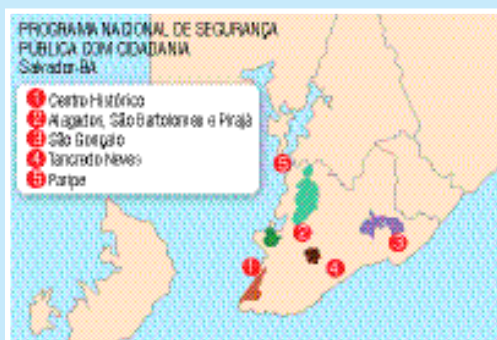 PROGRAMA NACIONAL DE SEGURANÇA
PÚBLICA COM CIDADANIA
Salvador-BA
1 Centro Histórico
2 Alagados, São Bartolomeu e Pirajá
3 São Gonçalo
4 Tancredo Neves
5 Paripe
5
2
3
1
4